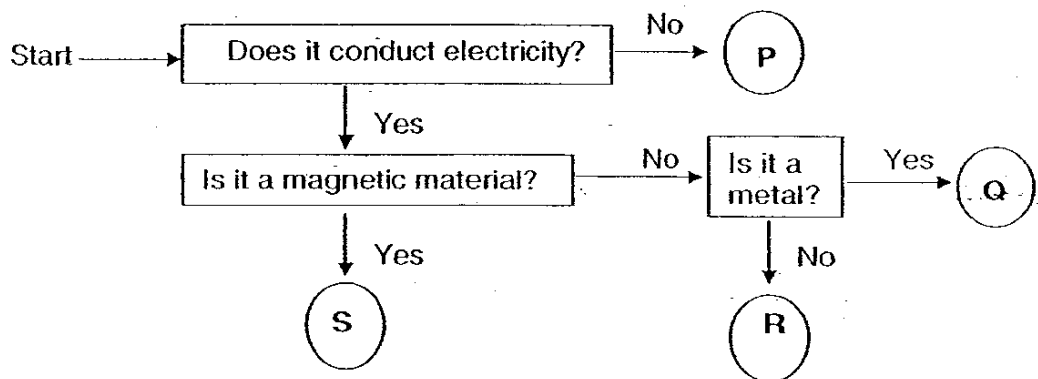 Start
Does it conduct electricity?
No
P
Yes
Is it a magnetic material?
No
Is it a
metal?
Yes
Q
Yes
No
S
R